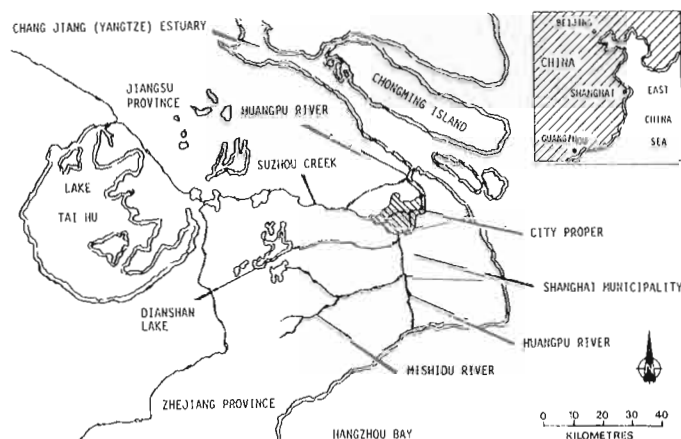 CHANG JIANG (YANGTZE) ESTUARY
JIANGSU
PROVINCE
HUANGPU RIVER
CHONGMING ISLAND
SUZHOU CREEK
LAKE
TAI HU
CITY PROPER
SHANGHAI MUNICIPALITY
DIANSHAN
LAKE
HUANGPU RIVER
MISHIDU RIVER
ZHEJIANG PROVINCE
HANGZHOU BAY
BEIJING
CHINA
SHANGHAI
EAST
CHINA
SEA
GUANGZHOU
N
0 10 20 30 40
KILOMETRES